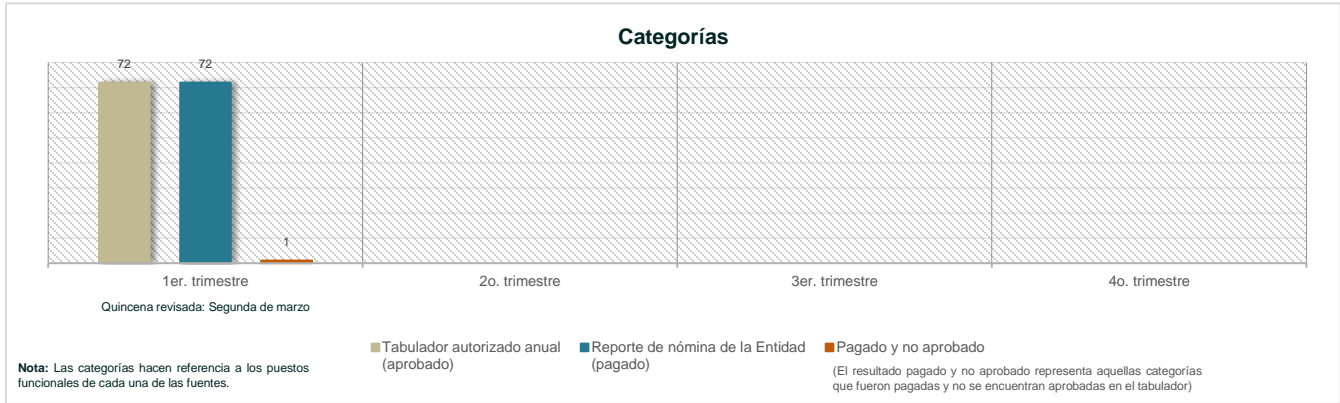 Categorías
72
72
1
1er. trimestre
2o. trimestre
3er. trimestre
4o. trimestre
Quincena revisada: Segunda de marzo
Tabulador autorizado anual
(aprobado)
Reporte de nómina de la Entidad
(pagado)
Pagado y no aprobado
(El resultado pagado y no aprobado representa aquellas categorías
que fueron pagadas y no se encuentran aprobadas en el tabulador)
Nota: Las categorías hacen referencia a los puestos
funcionales de cada una de las fuentes.